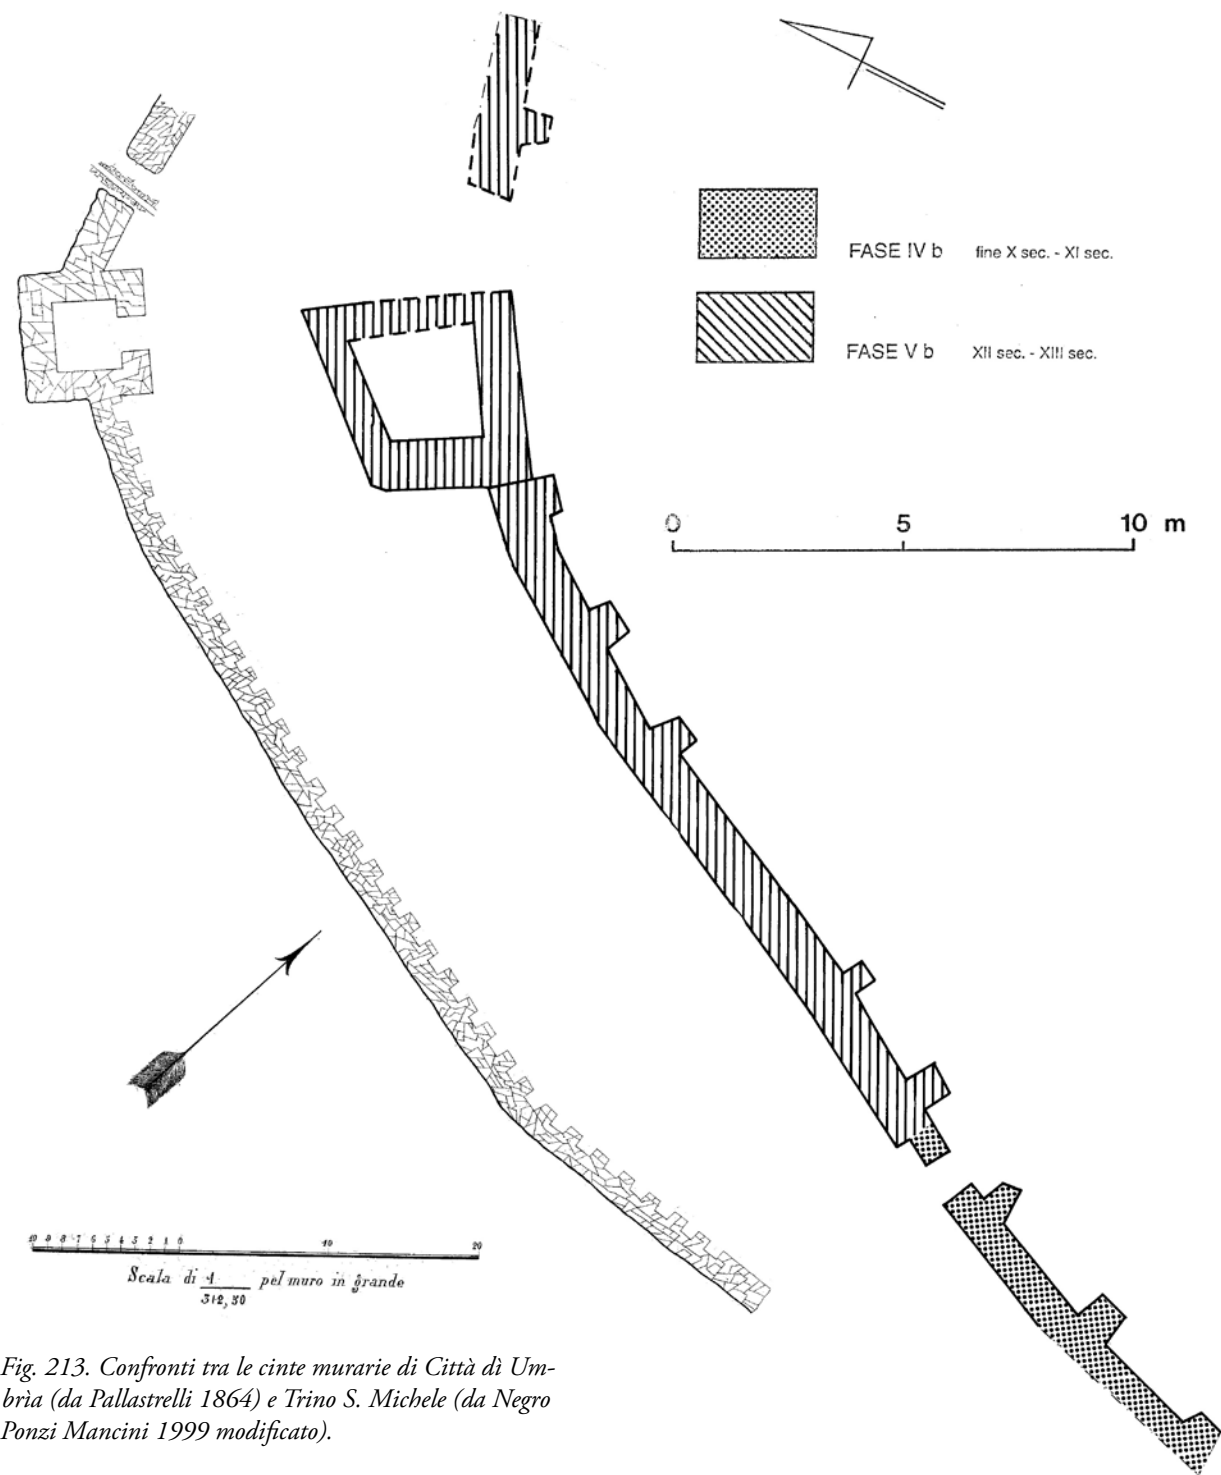 FASE IV b fine X sec. - XI sec.
FASE V b XII sec. - XIII sec.
0 5 10 m
10 9 8 7 6 5 4 3 2 1 0 10 20
Scala di 1/312,50 pel muro in grande
Fig. 213. Confronti tra le cinte murarie di Città dì Um-
brìa (da Pallastrelli 1864) e Trino S. Michele (da Negro
Ponzi Mancini 1999 modificato).